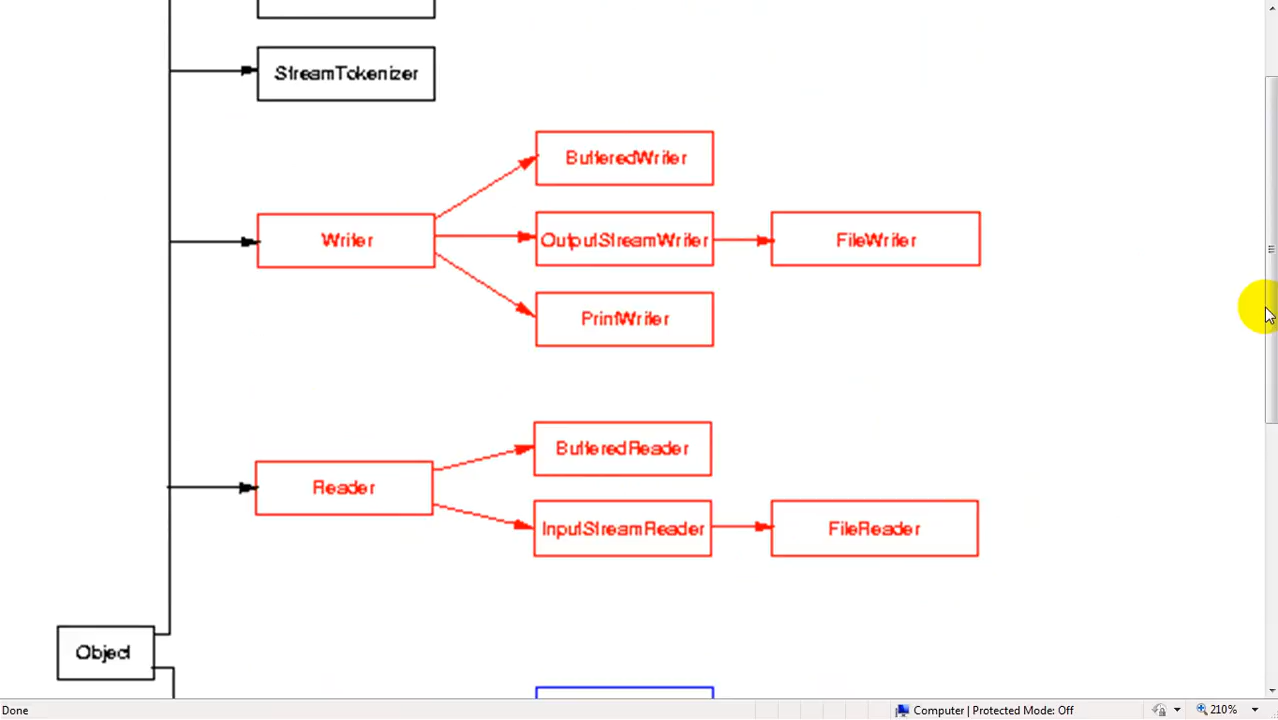 StreamTokenizer
BufferedWriter
Writer
OutputStreamWriter
FileWriter
PrintWriter
BufferedReader
Reader
InputStreamReader
FileReader
Object
Done
Computer | Protected Mode: Off
210%